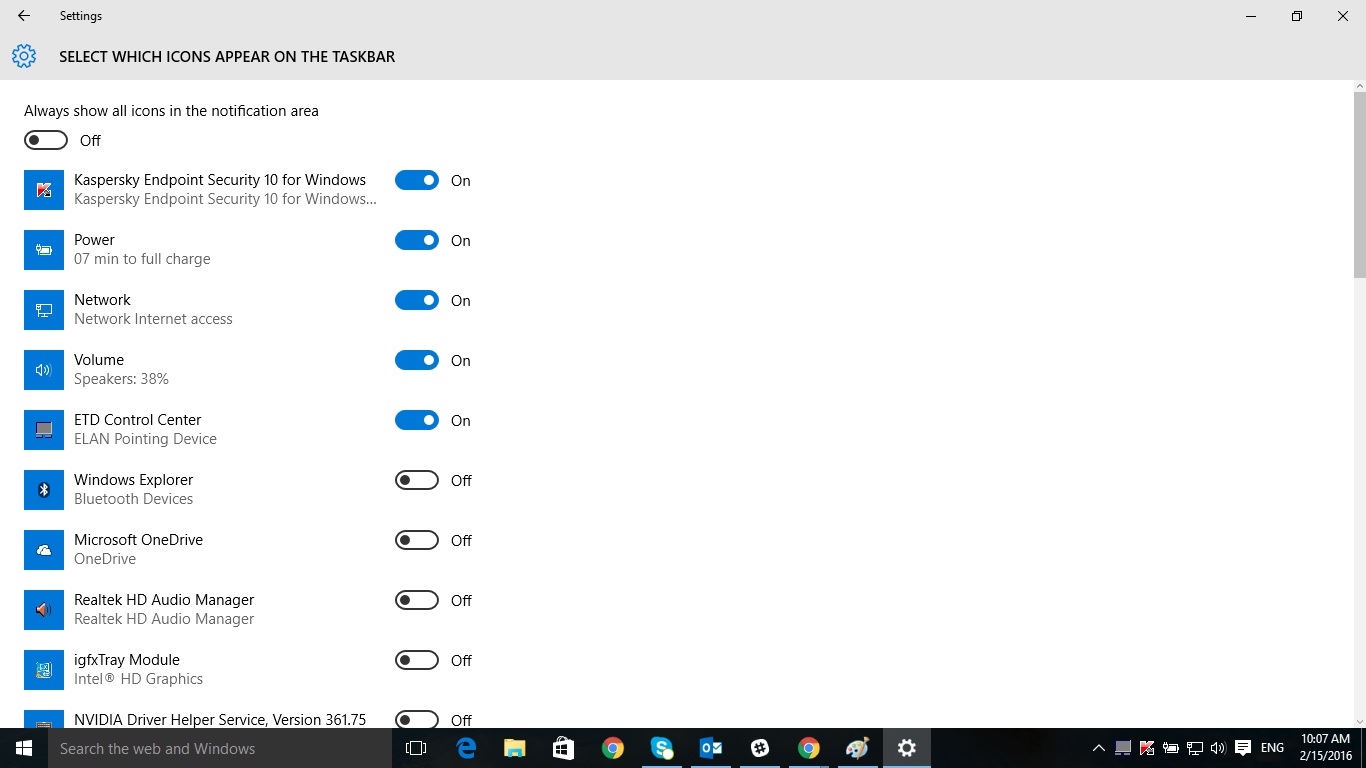 Settings
SELECT WHICH ICONS APPEAR ON THE TASKBAR
Always show all icons in the notification area
Off
Kaspersky Endpoint Security 10 for Windows
On
Kaspersky Endpoint Security 10 for Windows...
Power
On
07 min to full charge
Network
On
Network Internet access
Volume
On
Speakers: 38%
ETD Control Center
On
ELAN Pointing Device
Windows Explorer
Off
Bluetooth Devices
Microsoft OneDrive
Off
OneDrive
Realtek HD Audio Manager
Off
Realtek HD Audio Manager
igfxTray Module
Off
Intel® HD Graphics
NVIDIA Driver Helper Service, Version 361.75
Off
Search the web and Windows
ENG
10:07 AM
2/15/2016